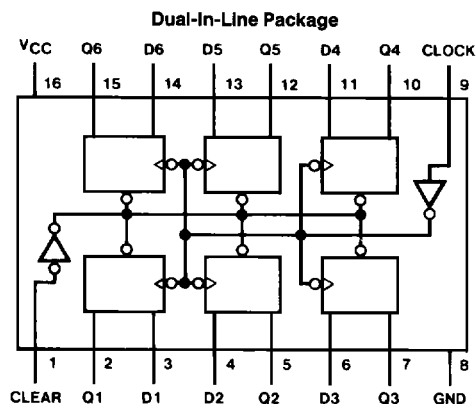 Dual-In-Line Package
VCC Q6 D6 D5 Q5 D4 Q4 CLOCK
16 15 14 13 12 11 10 9
1 2 3 4 5 6 7 8
CLEAR Q1 D1 D2 Q2 D3 Q3 GND